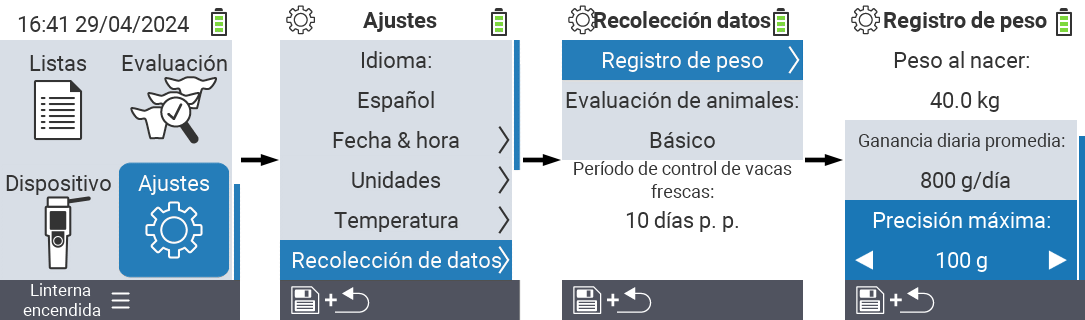 16:41 29/04/2024
Listas
Evaluación
Dispositivo
Ajustes
Linterna
encendida
Ajustes
Idioma:
Español
Fecha & hora
Unidades
Temperatura
Recolección de datos
+
Recolección datos
Registro de peso
Evaluación de animales:
Básico
Período de control de vacas
frescas:
10 días p. p.
+
Registro de peso
Peso al nacer:
40.0 kg
Ganancia diaria promedia:
800 g/día
Precisión máxima:
100 g
+